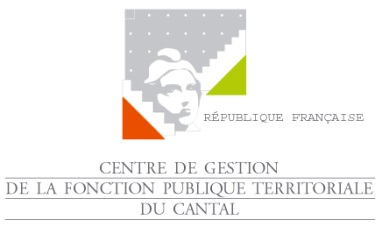 RÉPUBLIQUE FRANÇAISE
CENTRE DE GESTION
DE LA FONCTION PUBLIQUE TERRITORIALE
DU CANTAL